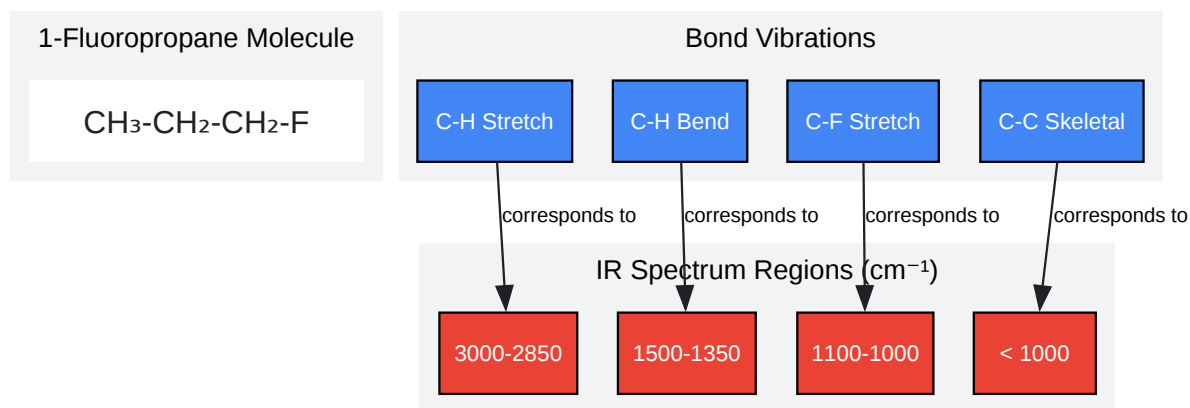 1-Fluoropropane Molecule
CH₃-CH₂-CH₂-F
Bond Vibrations
C-H Stretch
C-H Bend
C-F Stretch
C-C Skeletal
corresponds to
corresponds to
corresponds to
corresponds to
IR Spectrum Regions (cm⁻¹)
3000-2850
1500-1350
1100-1000
< 1000